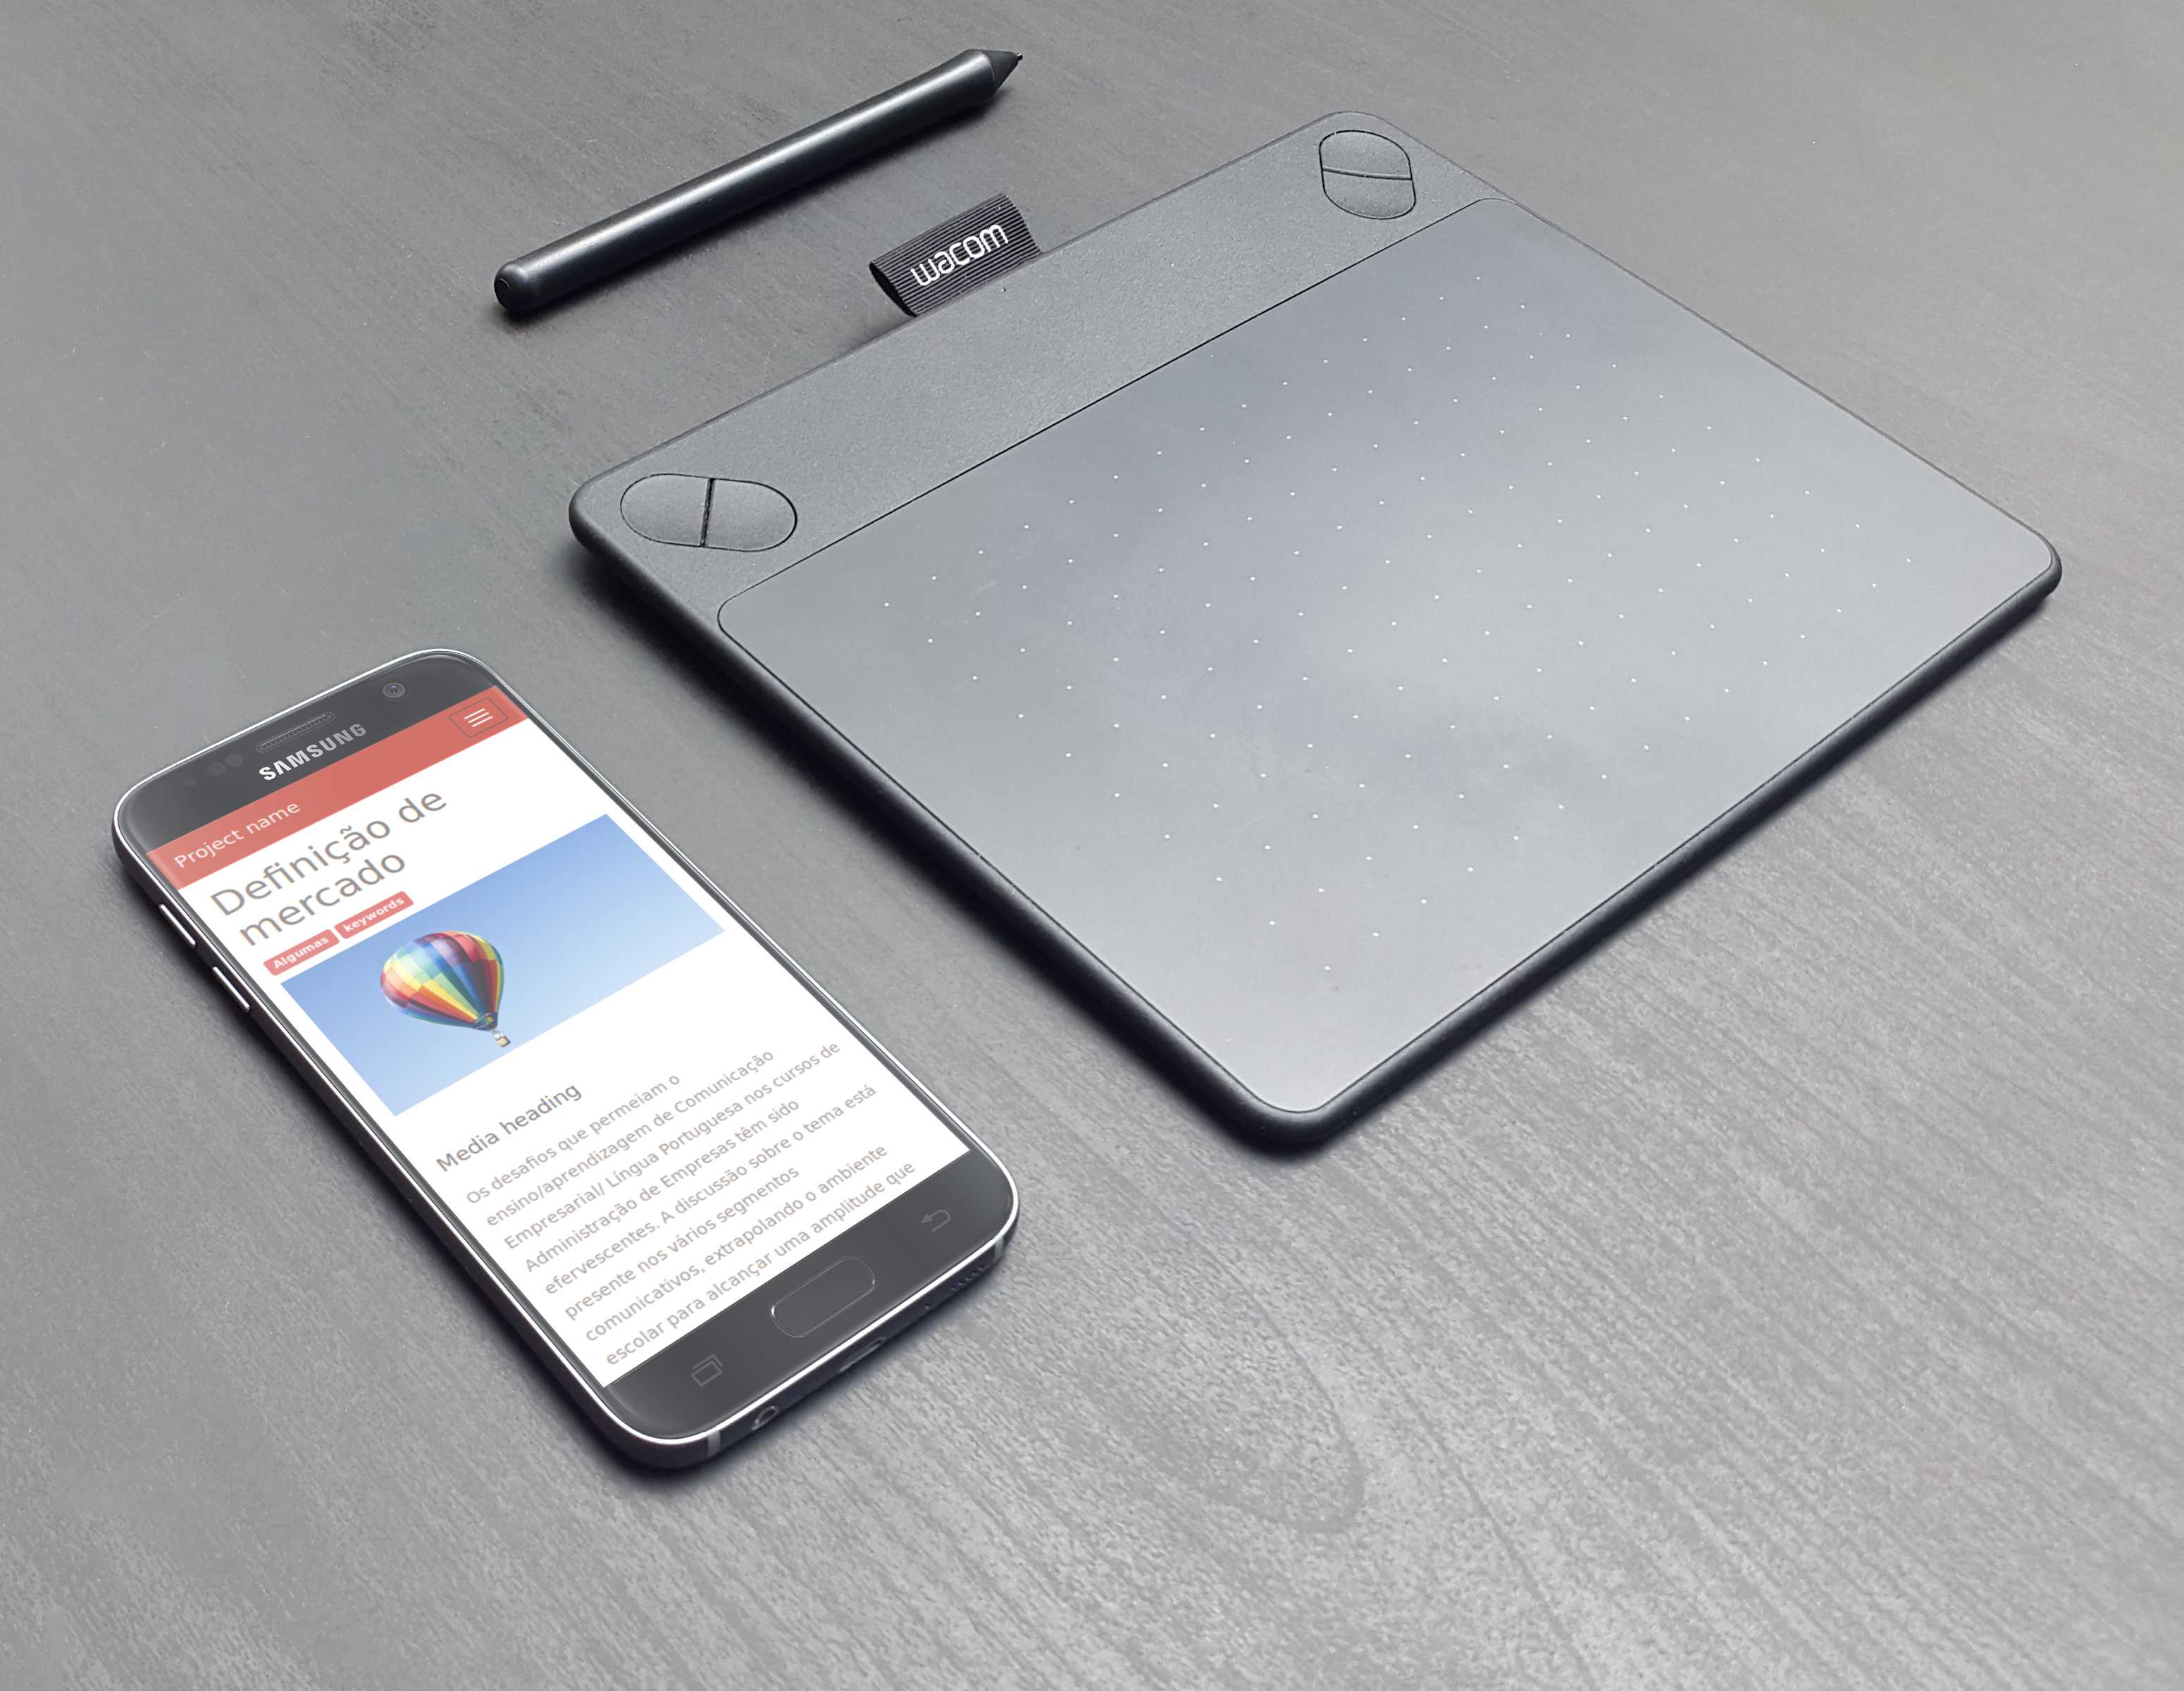 wacom
SAMSUNG
Project name
Definição de
mercado
Algumas keywords
Media heading
Os desafios que permeiam o
ensino/aprendizagem de Comunicação
Empresarial/ Língua Portuguesa nos cursos de
Administração de Empresas têm sido
efervescentes. A discussão sobre o tema está
presente nos vários segmentos
comunicativos, extrapolando o ambiente
escolar para alcançar uma amplitude que